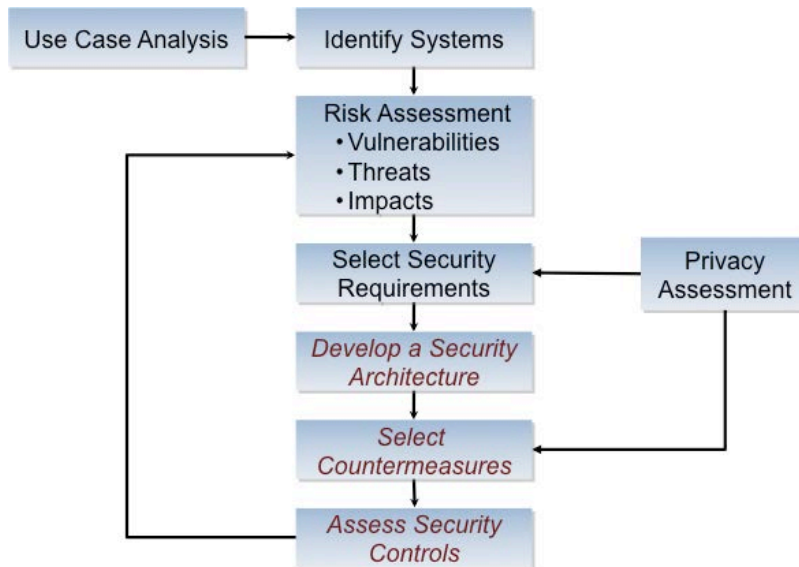 Use Case Analysis
Identify Systems
Risk Assessment
• Vulnerabilities
• Threats
• Impacts
Select Security
Requirements
Privacy
Assessment
Develop a Security
Architecture
Select
Countermeasures
Assess Security
Controls